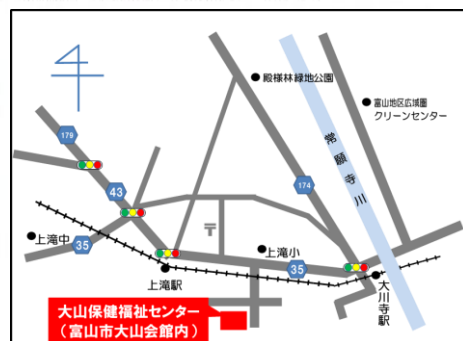 殿様林緑地公園
富山地区広域圏
クリーンセンター
常願寺川
179
43
174
上滝中
35
〒
上滝小
35
上滝駅
大川寺駅
大山保健福祉センター
(富山市大山会館内)